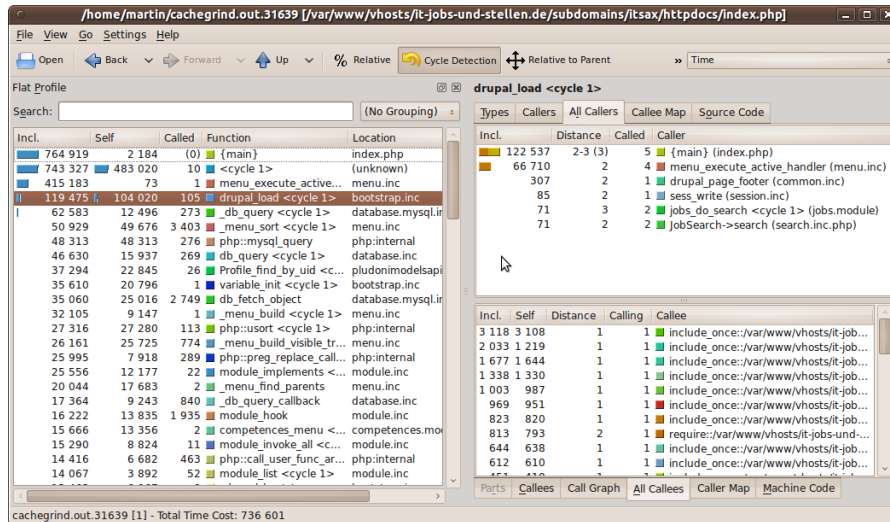 /home/martin/cachegrind.out.31639 [/var/www/vhosts/it-jobs-und-stellen.de/subdomains/itsax/httpdocs/index.php]
File View Go Settings Help
Open Back Forward Up % Relative Cycle Detection Relative to Parent » Time
Flat Profile
Search: (No Grouping)
Incl. Self Called Function Location
764 919 2 184 (0) {main} index.php
743 327 483 020 10 <cycle 1> (unknown)
415 183 73 1 menu_execute_active... menu.inc
119 475 104 020 105 drupal_load <cycle 1> bootstrap.inc
62 583 12 496 273 _db_query <cycle 1> database.mysql.ir
50 929 49 676 3 403 _menu_sort <cycle 1> menu.inc
48 313 48 313 276 php::mysql_query php:internal
46 630 15 937 269 db_query <cycle 1> database.mysql.ir
37 294 22 845 26 Profile_find_by_uid <c... pludonimodelsapi
35 610 20 796 1 variable_init <cycle 1> bootstrap.inc
35 060 25 016 2 749 db_fetch_object database.mysql.ir
32 105 9 147 1 _menu_build <cycle 1> menu.inc
27 316 27 280 113 php::usort <cycle 1> php:internal
26 161 25 725 774 _menu_build_visible_tr... menu.inc
25 995 7 918 289 php::preg_replace_call... php:internal
25 556 12 177 22 module_implements <... module.inc
20 044 17 683 2 _menu_find_parents menu.inc
17 364 9 243 840 _db_query_callback database.inc
16 222 13 835 1 935 module_hook module.inc
15 666 13 356 2 competences_menu <... competences.mo
15 290 8 824 11 module_invoke_all <c... module.inc
14 416 6 682 463 php::call_user_func_ar... php:internal
14 067 3 892 52 module_list <cycle 1> module.inc
drupal_load <cycle 1>
Types Callers All Callers Callee Map Source Code
Incl. Distance Called Caller
122 537 2-3 (3) 5 {main} (index.php)
66 710 2 4 menu_execute_active_handler (menu.inc)
307 2 1 drupal_page_footer (common.inc)
85 2 1 sess_write (session.inc)
71 3 2 jobs_do_search <cycle 1> (jobs.module)
71 2 2 JobSearch->search (search.inc.php)
Incl. Self Distance Calling Callee
3 118 3 108 1 1 include_once::/var/www/vhosts/it-job...
2 033 1 219 1 1 include_once::/var/www/vhosts/it-job...
1 677 1 644 1 1 include_once::/var/www/vhosts/it-job...
1 338 1 330 1 1 include_once::/var/www/vhosts/it-job...
1 003 987 1 1 include_once::/var/www/vhosts/it-job...
969 951 1 1 include_once::/var/www/vhosts/it-job...
823 820 1 1 include_once::/var/www/vhosts/it-job...
813 793 2 1 require::/var/www/vhosts/it-jobs-und-...
644 638 1 1 include_once::/var/www/vhosts/it-job...
612 610 1 1 include_once::/var/www/vhosts/it-job...
Parts Callees Call Graph All Callees Caller Map Machine Code
cachegrind.out.31639 [1] - Total Time Cost: 736 601